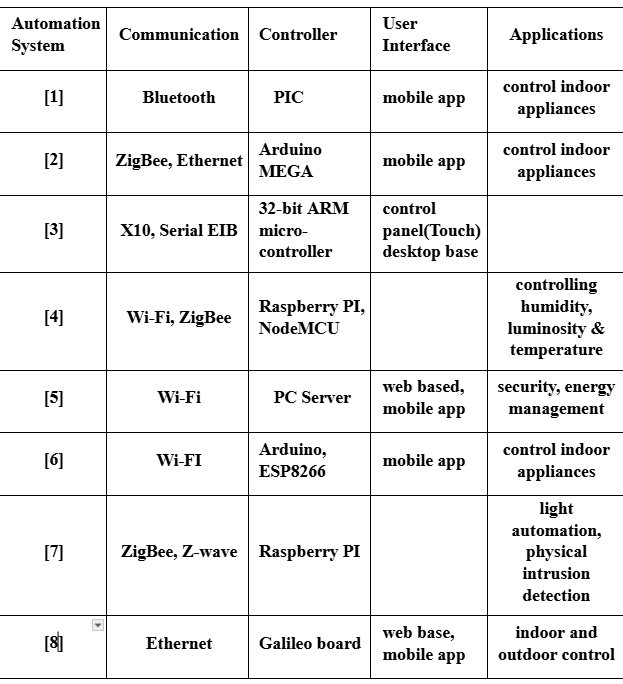 Automation System
Communication
Controller
User Interface
Applications
[1]
Bluetooth
PIC
mobile app
control indoor
appliances
[2]
ZigBee, Ethernet
Arduino
MEGA
mobile app
control indoor
appliances
[3]
X10, Serial EIB
32-bit ARM
micro-
controller
control
panel(Touch)
desktop base
[4]
Wi-Fi, ZigBee
Raspberry PI,
NodeMCU
controlling
humidity,
luminosity &
temperature
[5]
Wi-Fi
PC Server
web based,
mobile app
security, energy
management
[6]
Wi-FI
Arduino,
ESP8266
mobile app
control indoor
appliances
[7]
ZigBee, Z-wave
Raspberry PI
light
automation,
physical
intrusion
detection
[8]
Ethernet
Galileo board
web base,
mobile app
indoor and
outdoor control